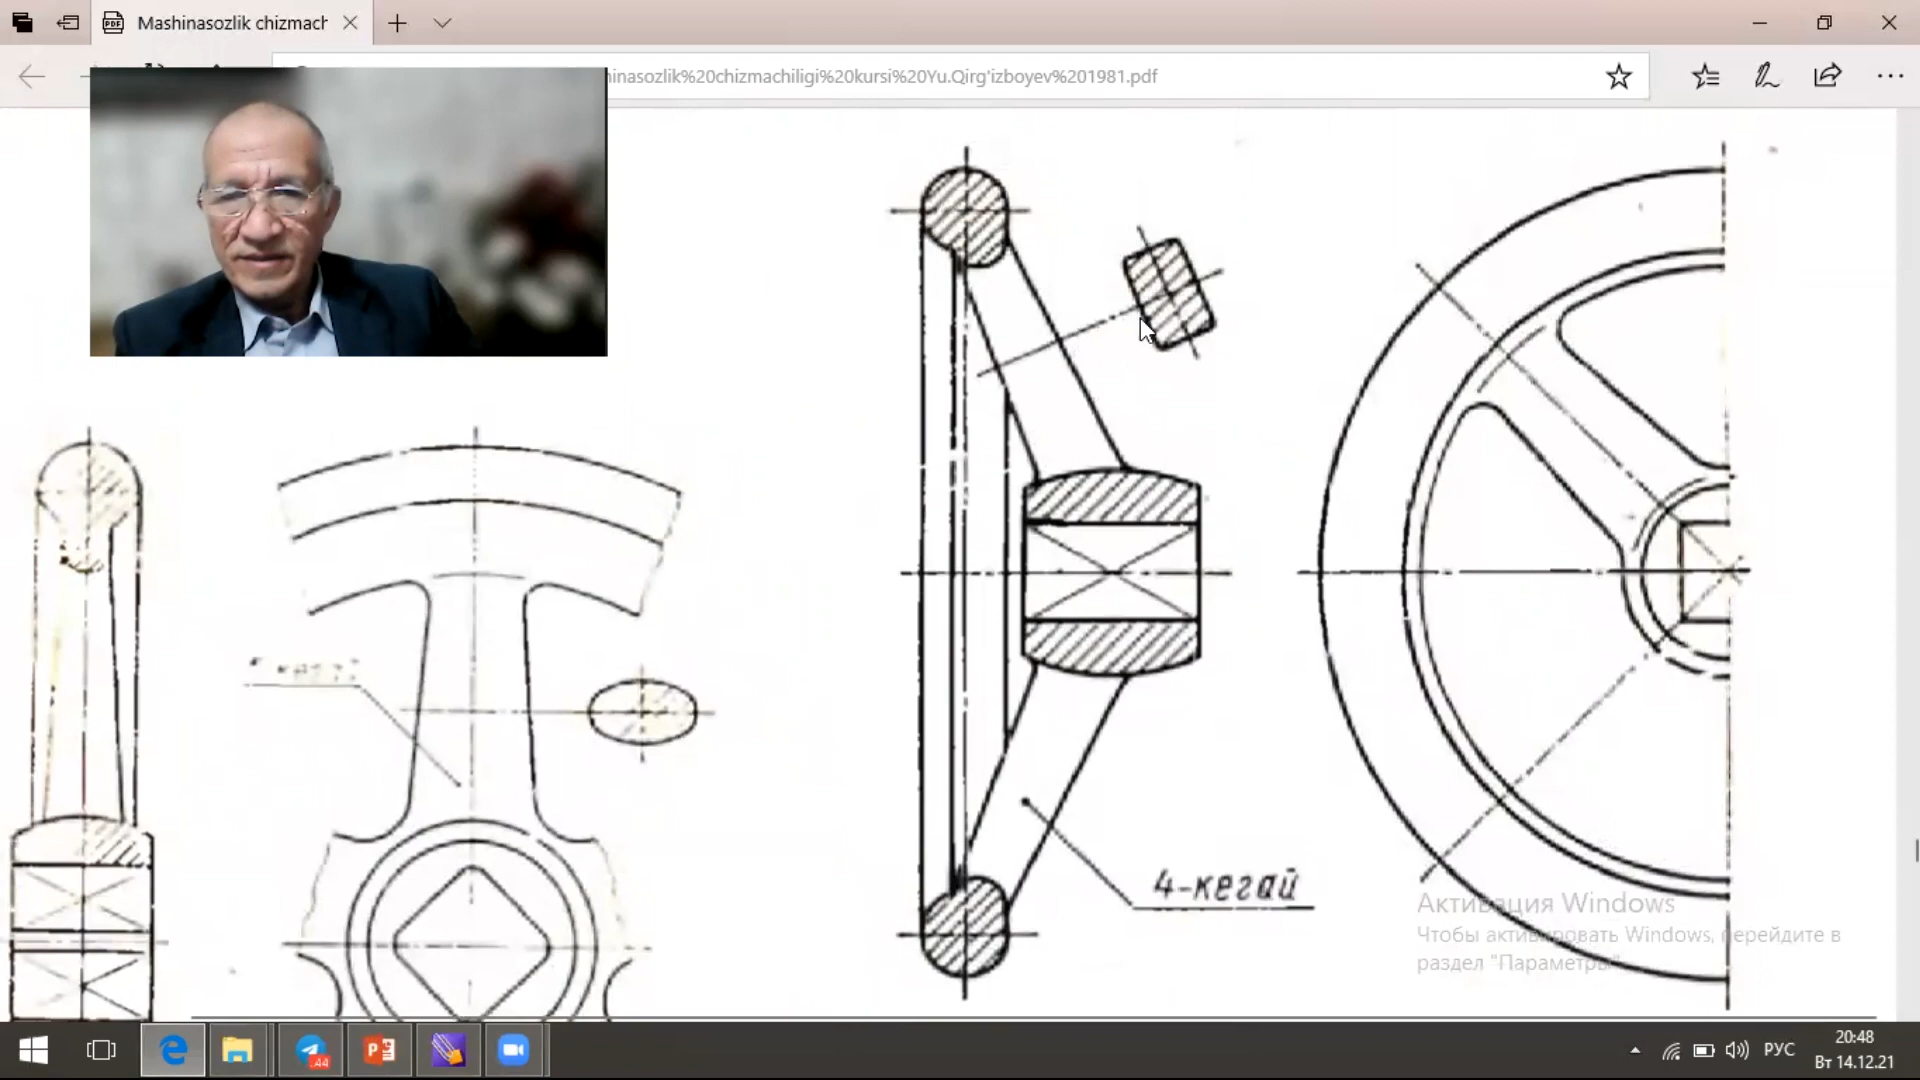 Mashinasozlik chizmach
inasozlik%20chizmachiligi%20kursi%20Yu.Qirg'izboyev%201981.pdf
4-кегай
Активация Windows
Чтобы активировать Windows, перейдите в
раздел "Параметры".
44
РУС
20:48
Вт 14.12.21